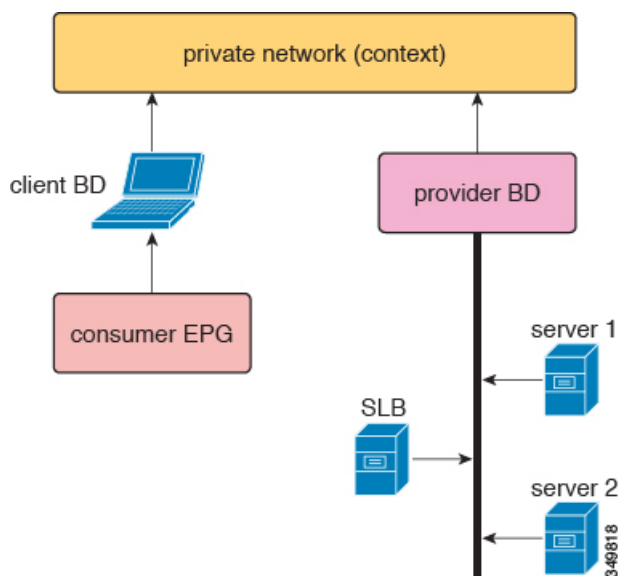 private network (context)
client BD
provider BD
consumer EPG
server 1
SLB
server 2
349818